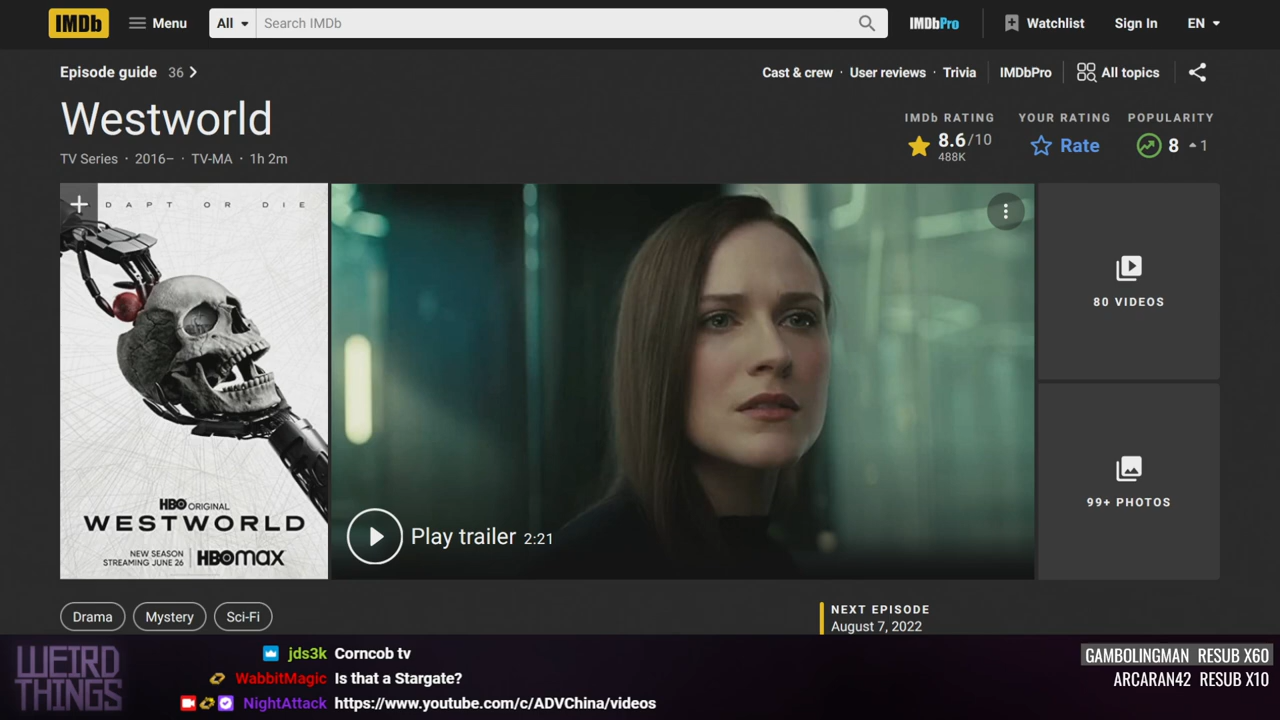 IMDb Menu All Search IMDb IMDbPro Watchlist Sign In EN
Episode guide 36 Cast & crew · User reviews · Trivia IMDbPro All topics
Westworld
IMDb RATING YOUR RATING POPULARITY
8.6/10 Rate 8 1
488K
TV Series · 2016– · TV-MA · 1h 2m
DAPT OR DIE
HBO ORIGINAL
WESTWORLD
NEW SEASON
STREAMING JUNE 26
HBOMAX
Play trailer 2:21
80 VIDEOS
99+ PHOTOS
Drama Mystery Sci-Fi
NEXT EPISODE
August 7, 2022
WEIRD
THINGS
jds3k Corncob tv
WabbitMagic Is that a Stargate?
NightAttack https://www.youtube.com/c/ADVChina/videos
GAMBOLINGMAN RESUB X60
ARCARAN42 RESUB X10